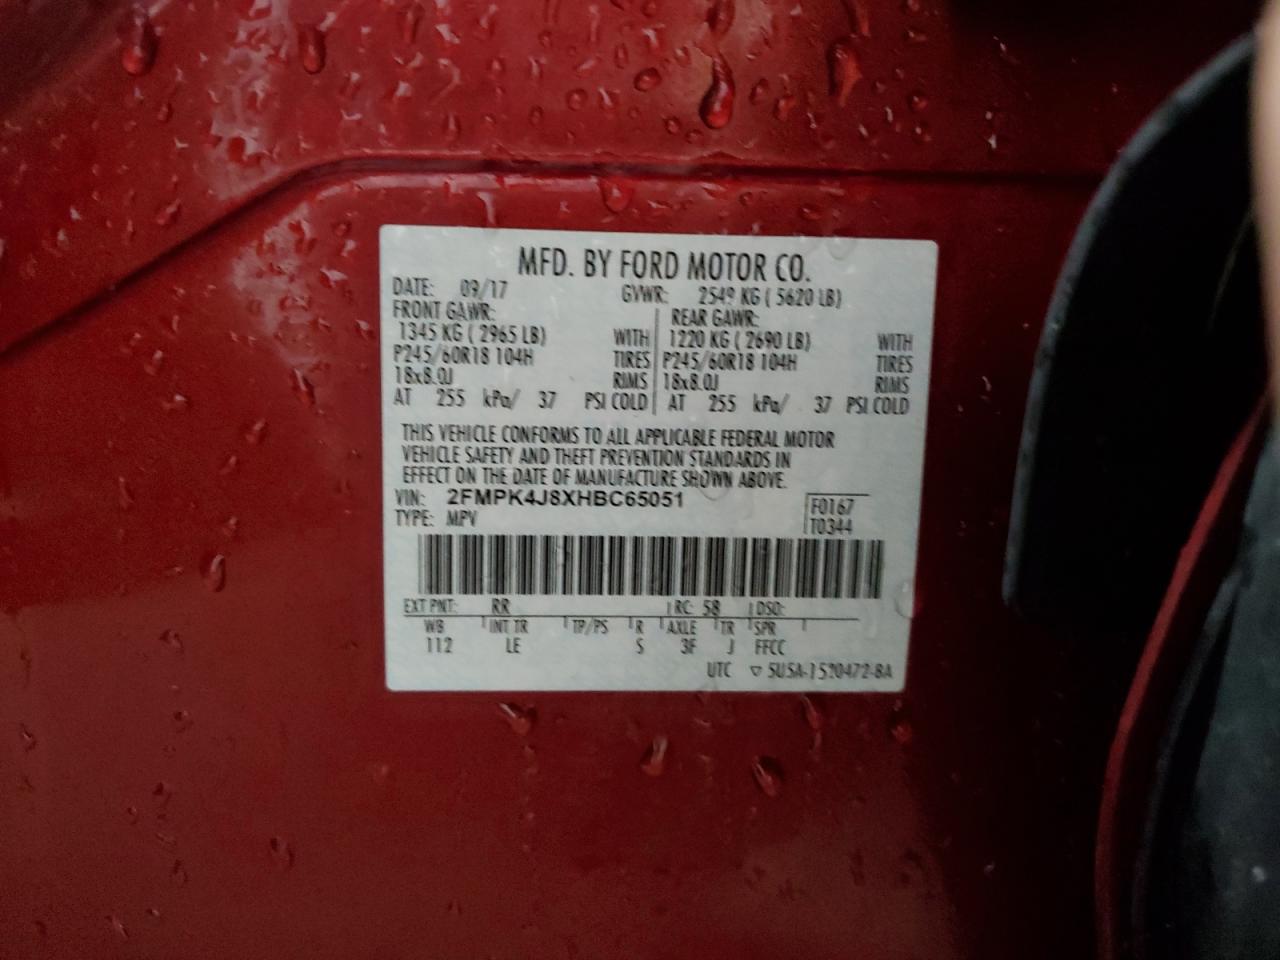 MFD. BY FORD MOTOR CO.
DATE: 09/17 GVWR: 2549 KG ( 5620 LB)
FRONT GAWR: REAR GAWR:
1345 KG ( 2965 LB) WITH 1220 KG ( 2690 LB) WITH
P245/60R18 104H TIRES P245/60R18 104H TIRES
18x8.0J RIMS 18x8.0J RIMS
AT 255 kPa/ 37 PSI COLD AT 255 kPa/ 37 PSI COLD
THIS VEHICLE CONFORMS TO ALL APPLICABLE FEDERAL MOTOR
VEHICLE SAFETY AND THEFT PREVENTION STANDARDS IN
EFFECT ON THE DATE OF MANUFACTURE SHOWN ABOVE.
VIN: 2FMPK4J8XHBC65051 F0167
TYPE: MPV T0344
EXT PNT: RR RC: 58 DSO:
WB INT TR TP/PS R AXLE TR SPR
112 LE S 3F J FFCC
UTC ▽ 5U5A-1520472-BA